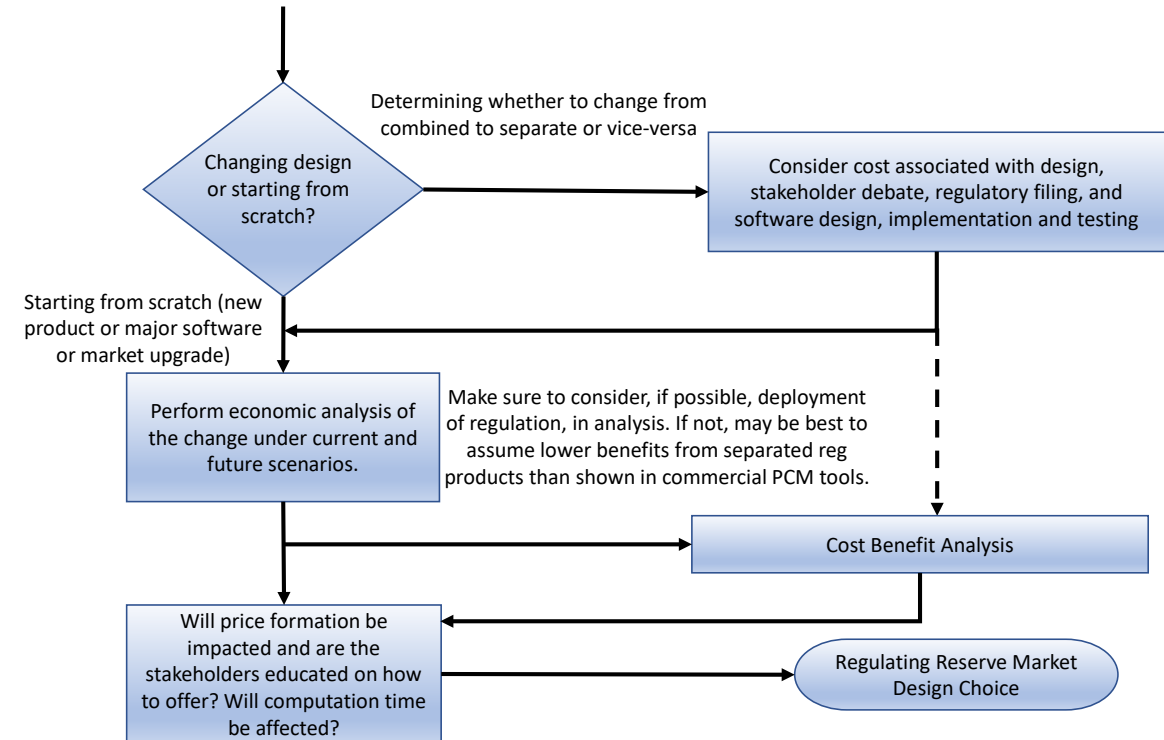 Determining whether to change from
combined to separate or vice-versa
Changing design
or starting from
scratch?
Consider cost associated with design,
stakeholder debate, regulatory filing, and
software design, implementation and testing
Starting from scratch (new
product or major software
or market upgrade)
Perform economic analysis of
the change under current and
future scenarios.
Make sure to consider, if possible, deployment
of regulation, in analysis. If not, may be best to
assume lower benefits from separated reg
products than shown in commercial PCM tools.
Cost Benefit Analysis
Will price formation be
impacted and are the
stakeholders educated on how
to offer? Will computation time
be affected?
Regulating Reserve Market
Design Choice